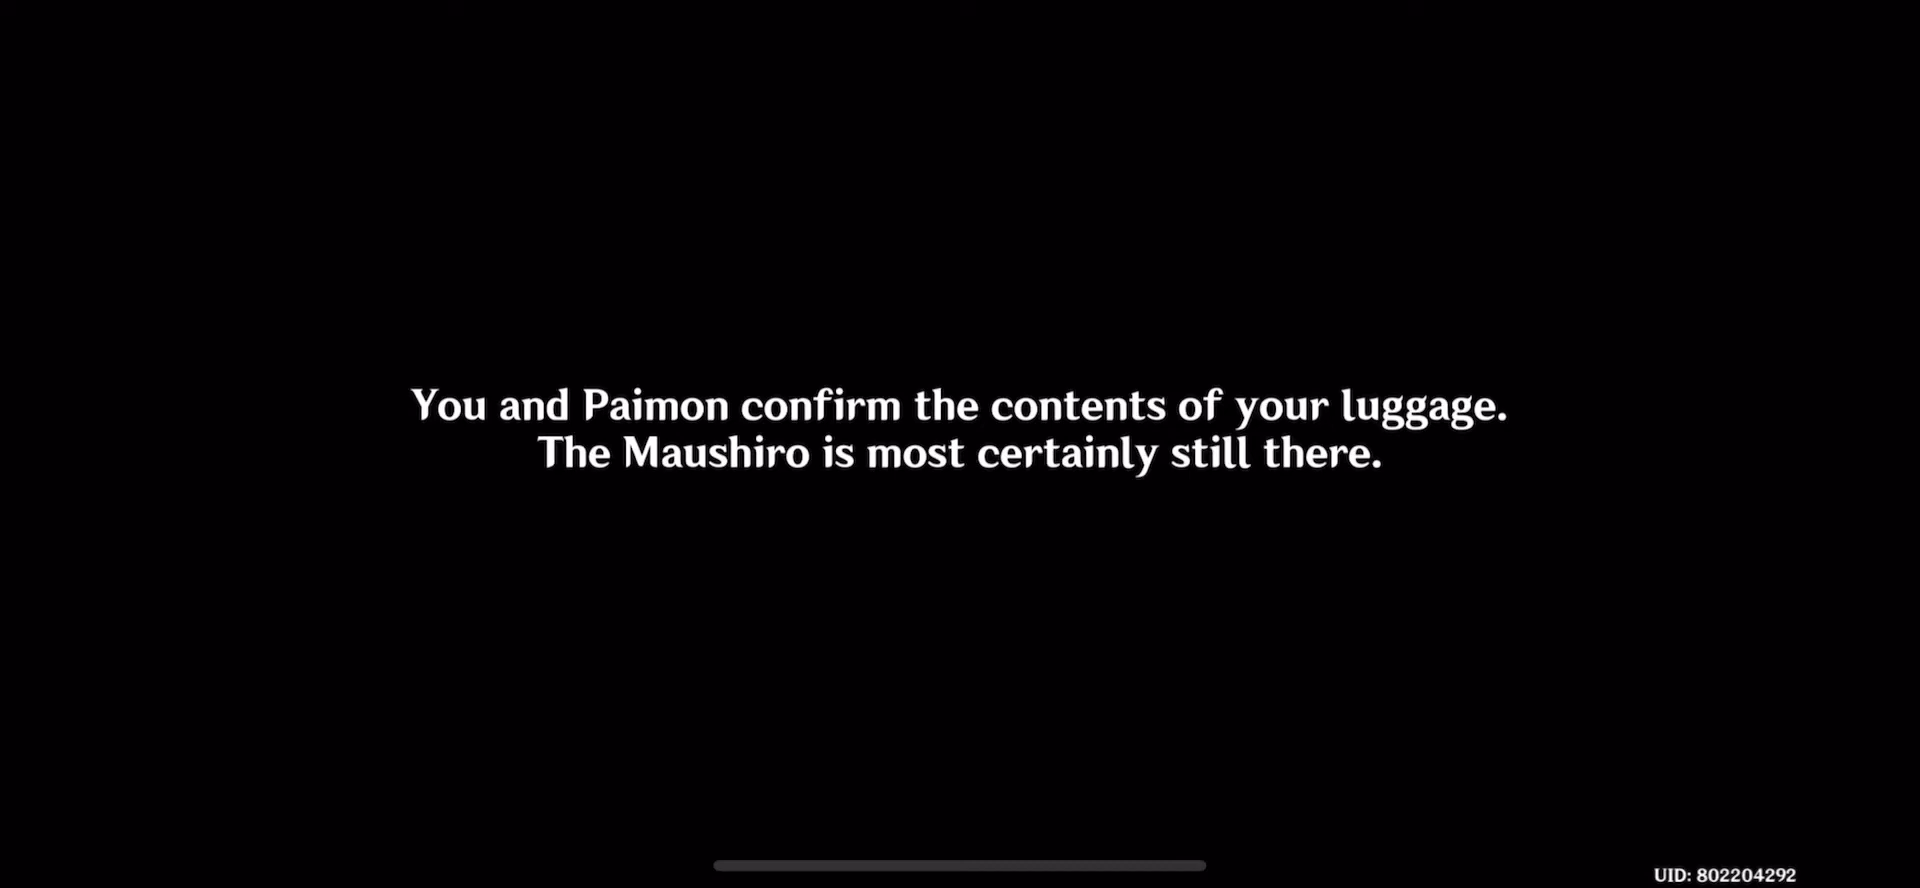 You and Paimon confirm the contents of your luggage.
The Maushiro is most certainly still there.
UID: 802204292